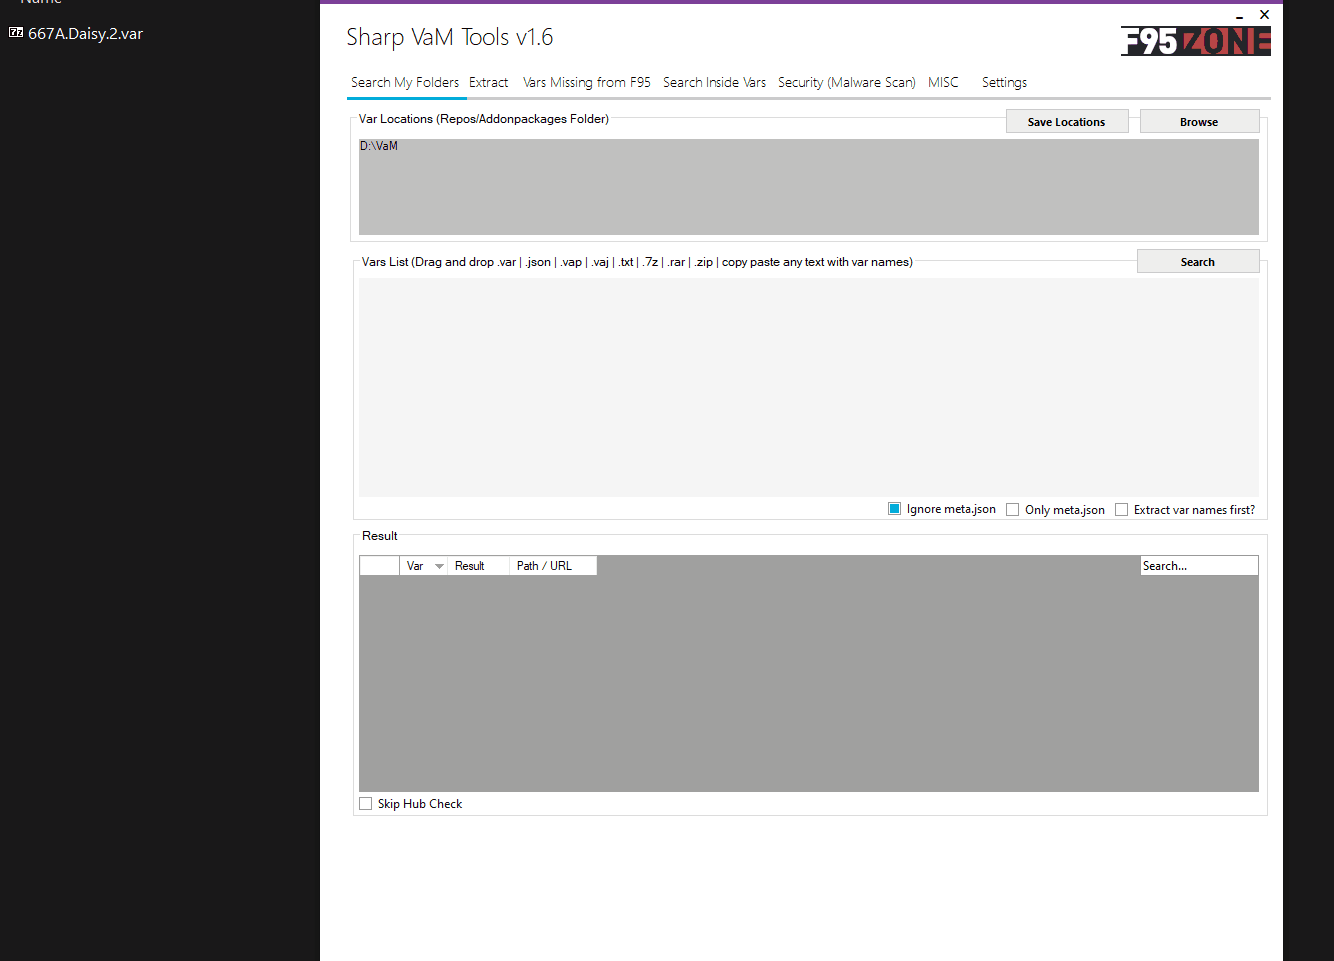 Name
667A.Daisy.2.var
Sharp VaM Tools v1.6
F95 ZONE
Search My Folders Extract Vars Missing from F95 Search Inside Vars Security (Malware Scan) MISC Settings
Var Locations (Repos/Addonpackages Folder)
Save Locations
Browse
D:\VaM
Vars List (Drag and drop .var | .json | .vap | .vaj | .txt | .7z | .rar | .zip | copy paste any text with var names)
Search
Ignore meta.json Only meta.json Extract var names first?
Result
Var Result Path / URL
Search...
Skip Hub Check